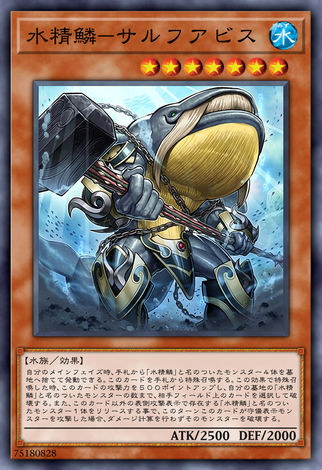 水精鱗－サルフアビス
水
【水族／効果】
自分のメインフェイズ時、手札から「水精鱗」と名のついたモンスター４体を墓
地へ捨てて発動できる。このカードを手札から特殊召喚する。この効果で特殊召
喚した時、このカードの攻撃力を５００ポイントアップし、自分の墓地の「水精鱗」
と名のついたモンスターの数まで、相手フィールド上のカードを選択して破
壊する。また、このカード以外の表側攻撃表示で存在する「水精鱗」と名のつい
たモンスター１体をリリースする事で、このターンこのカードが守備表示モン
スターを攻撃した場合、ダメージ計算を行わずそのモンスターを破壊する。
ATK/2500 DEF/2000
75180828